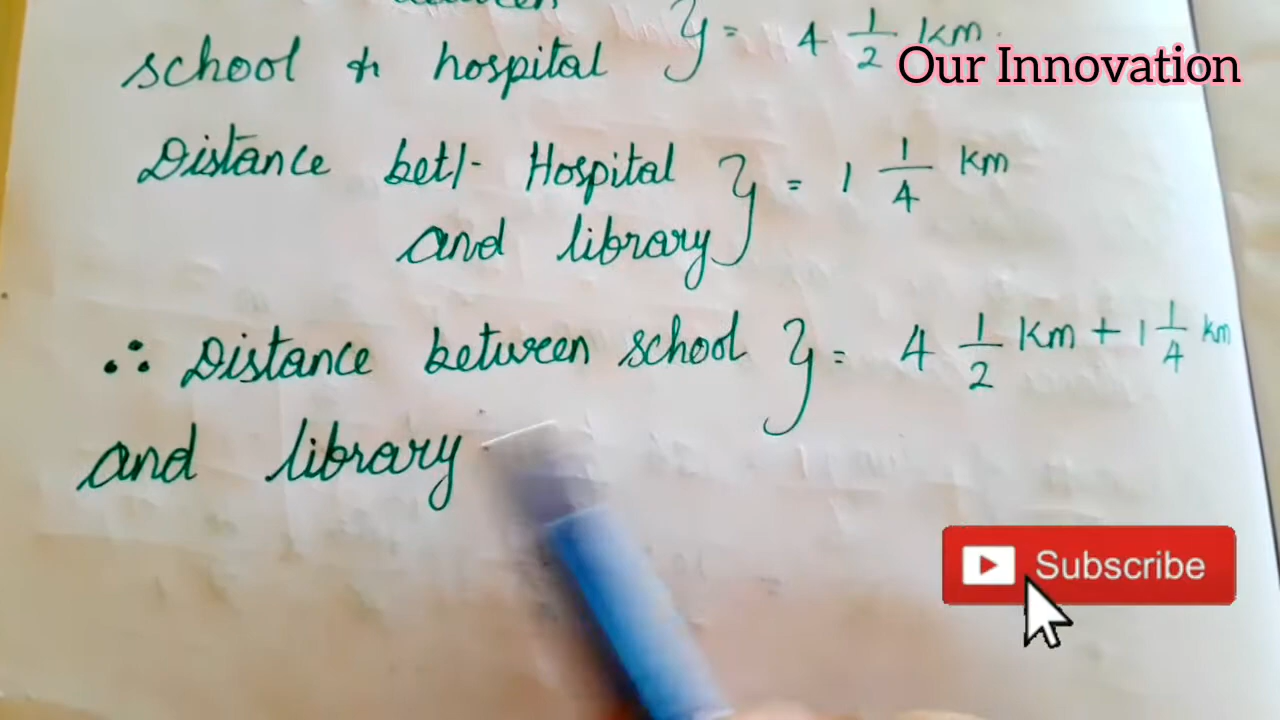 school & hospital } = 4 1/2 km.
Our Innovation
Distance bet/- Hospital } = 1 1/4 km
and library
∴ Distance between school } = 4 1/2 km + 1 1/4 km
and library
Subscribe